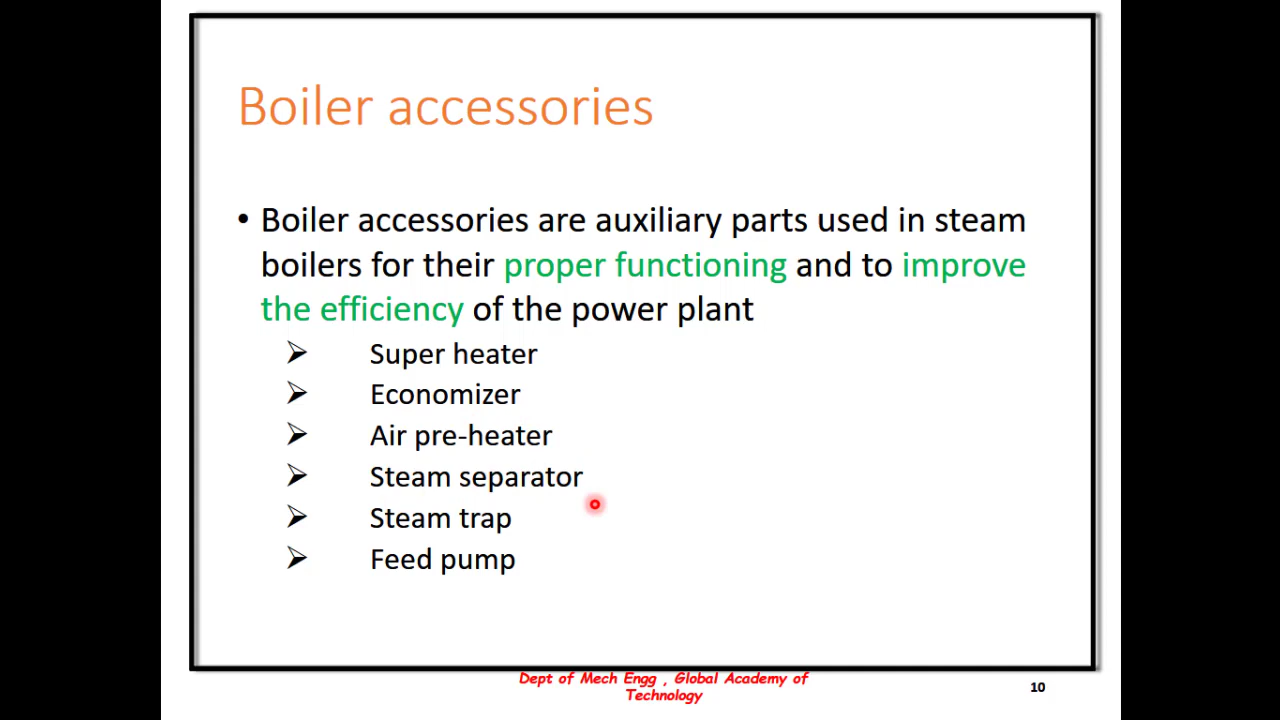 Boiler accessories
• Boiler accessories are auxiliary parts used in steam
boilers for their proper functioning and to improve
the efficiency of the power plant
➢ Super heater
➢ Economizer
➢ Air pre-heater
➢ Steam separator
➢ Steam trap
➢ Feed pump
Dept of Mech Engg , Global Academy of
Technology
10